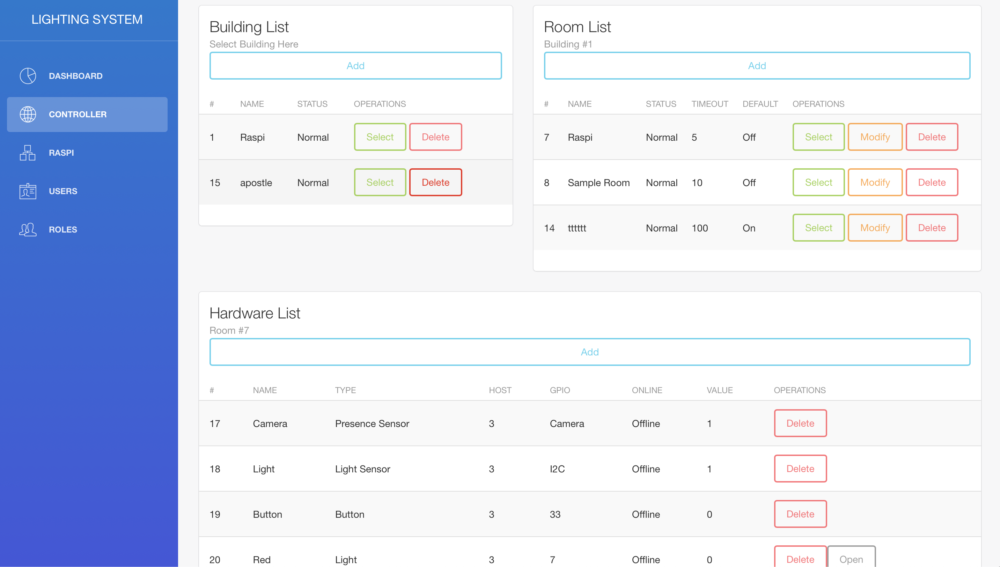 LIGHTING SYSTEM
DASHBOARD
CONTROLLER
RASPI
USERS
ROLES
Building List
Select Building Here
Add
# NAME STATUS OPERATIONS
1 Raspi Normal Select Delete
15 apostle Normal Select Delete
Room List
Building #1
Add
# NAME STATUS TIMEOUT DEFAULT OPERATIONS
7 Raspi Normal 5 Off Select Modify Delete
8 Sample Room Normal 10 Off Select Modify Delete
14 tttttt Normal 100 On Select Modify Delete
Hardware List
Room #7
Add
# NAME TYPE HOST GPIO ONLINE VALUE OPERATIONS
17 Camera Presence Sensor 3 Camera Offline 1 Delete
18 Light Light Sensor 3 I2C Offline 1 Delete
19 Button Button 3 33 Offline 0 Delete
20 Red Light 3 7 Offline 0 Delete Open